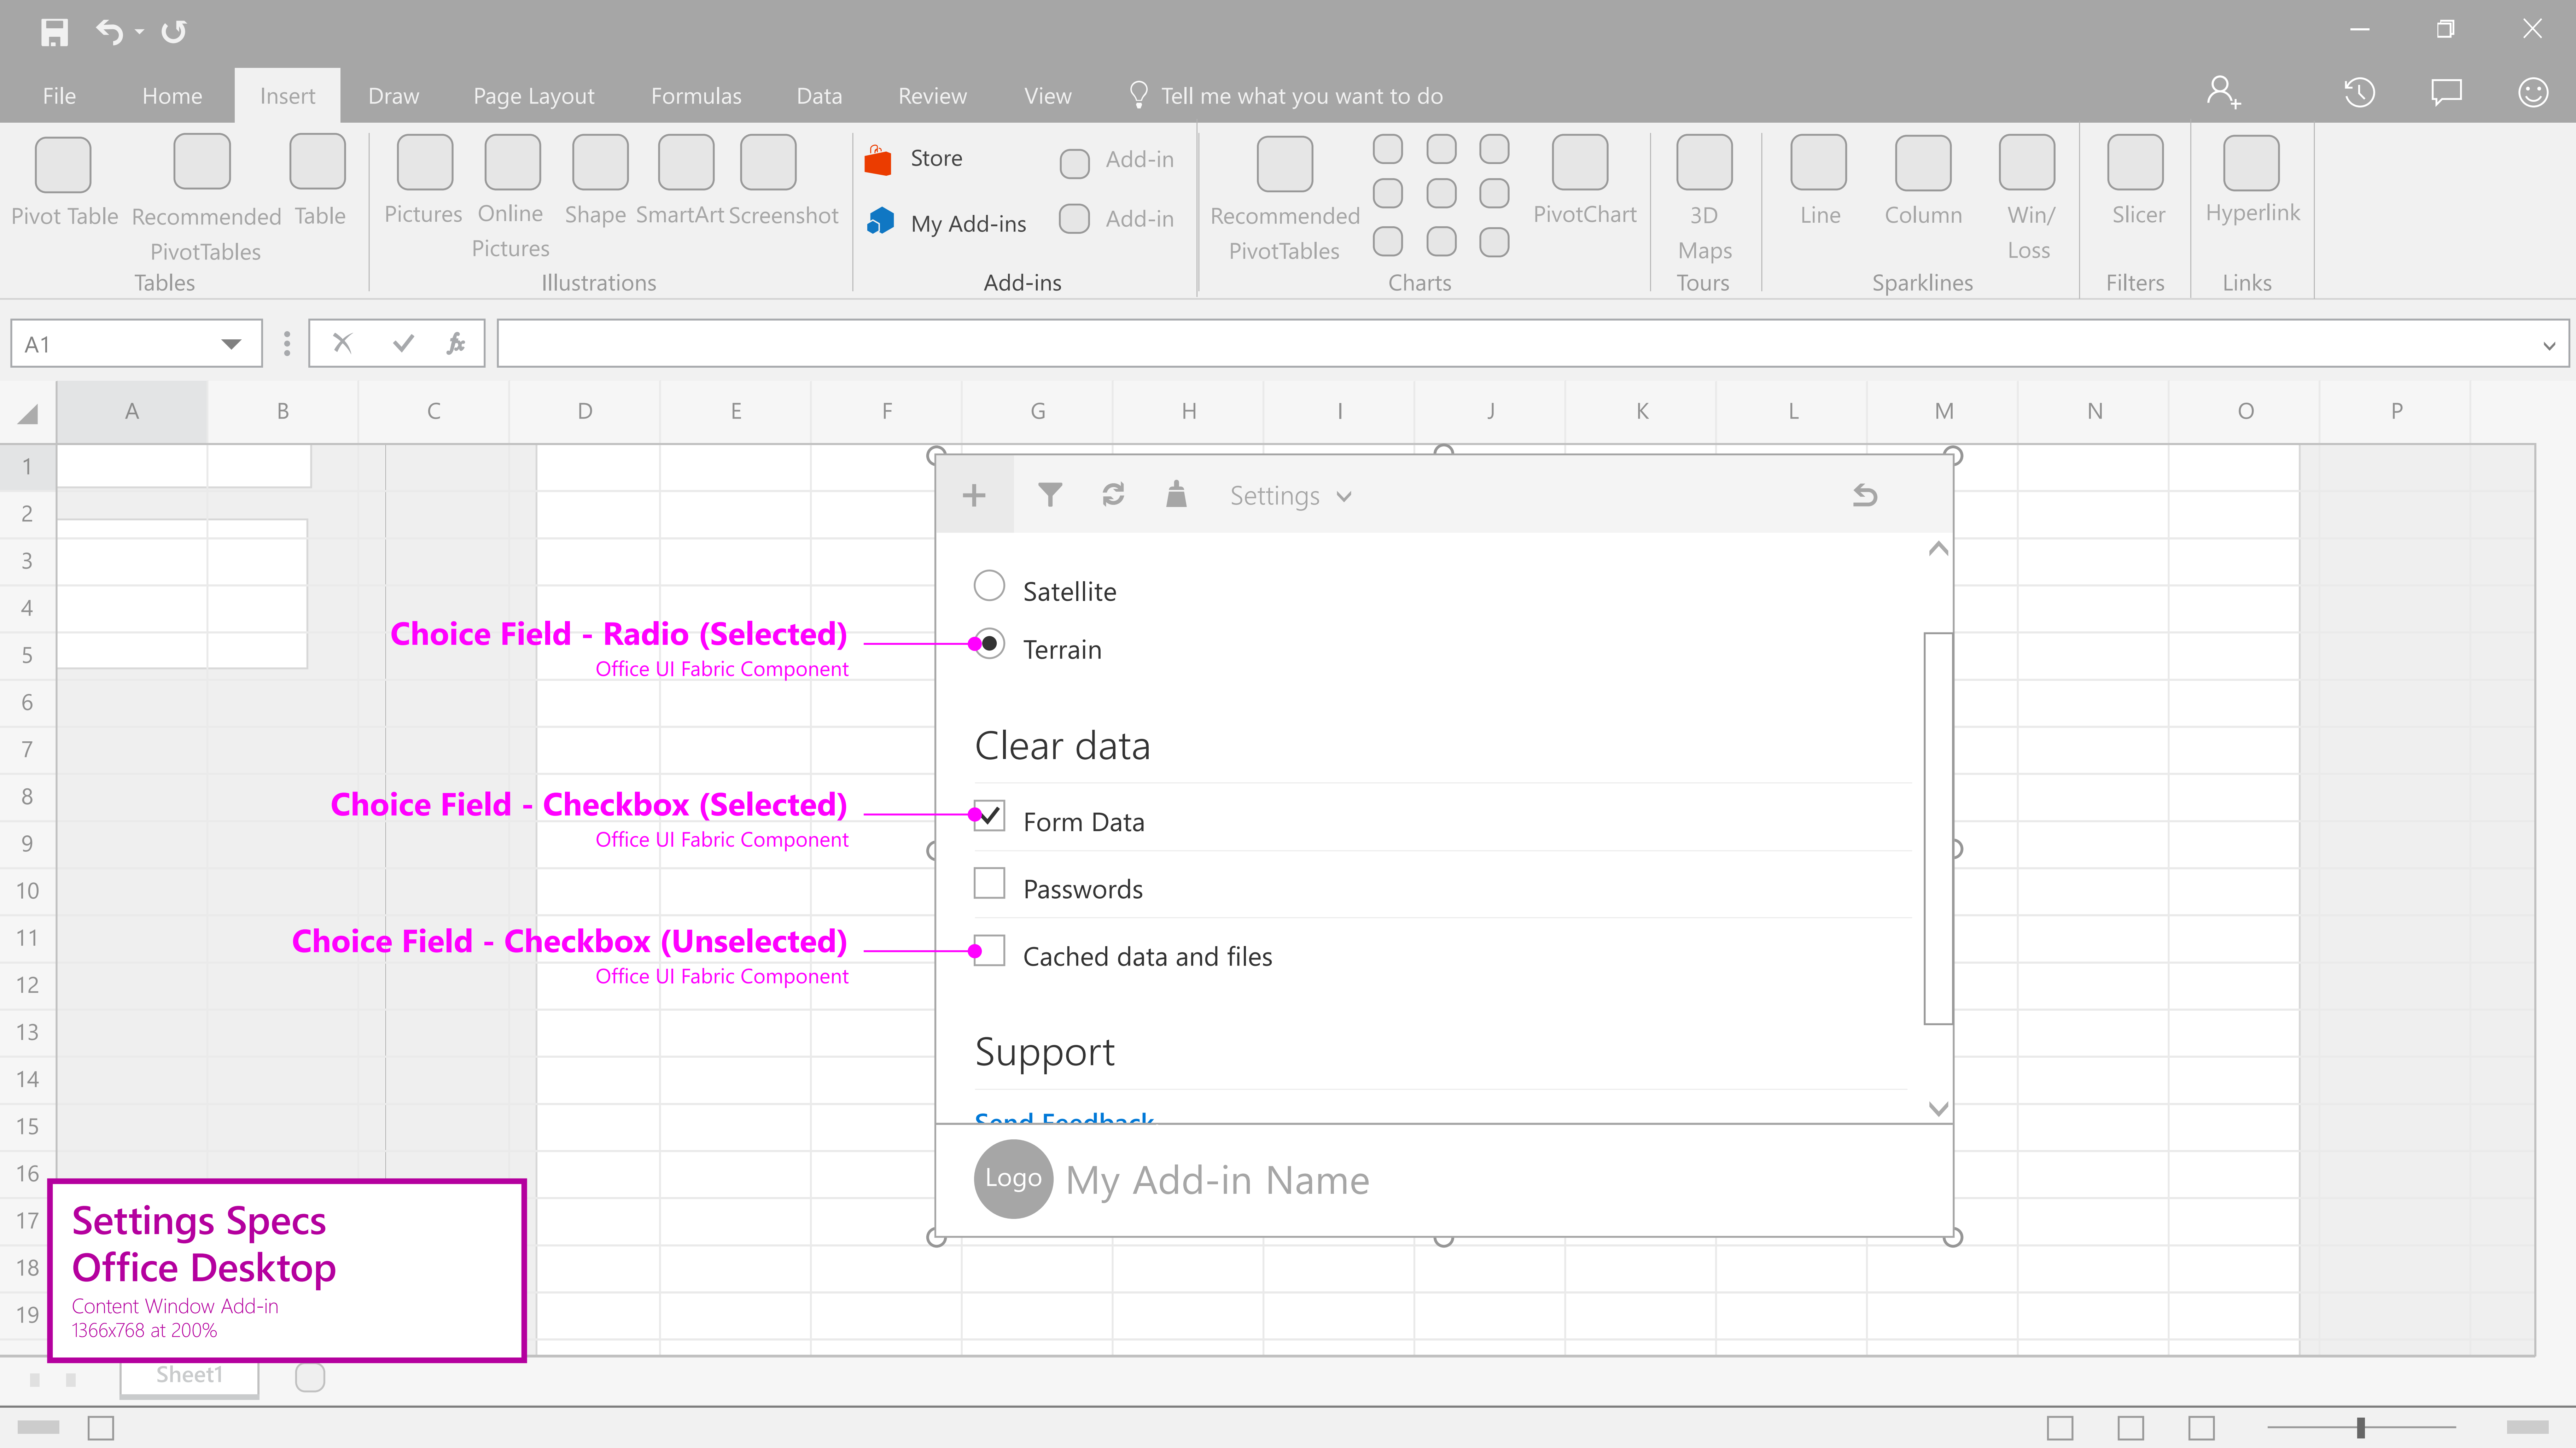 File Home Insert Draw Page Layout Formulas Data Review View Tell me what you want to do
Pivot Table
Recommended
PivotTables
Table
Tables
Pictures
Online
Pictures
Shape
SmartArt
Screenshot
Illustrations
Store
My Add-ins
Add-in
Add-in
Add-ins
Recommended
PivotTables
PivotChart
Charts
3D
Maps
Tours
Line
Column
Win/
Loss
Sparklines
Slicer
Filters
Hyperlink
Links
A1 fx
A B C D E F G H I J K L M N O P
1
2
3
4
5
6
7
8
9
10
11
12
13
14
15
16
17
18
19
Settings
Satellite
Choice Field - Radio (Selected)
Office UI Fabric Component
Terrain
Clear data
Choice Field - Checkbox (Selected)
Office UI Fabric Component
Form Data
Passwords
Choice Field - Checkbox (Unselected)
Office UI Fabric Component
Cached data and files
Support
Send Feedback
Logo My Add-in Name
Settings Specs
Office Desktop
Content Window Add-in
1366x768 at 200%
Sheet1